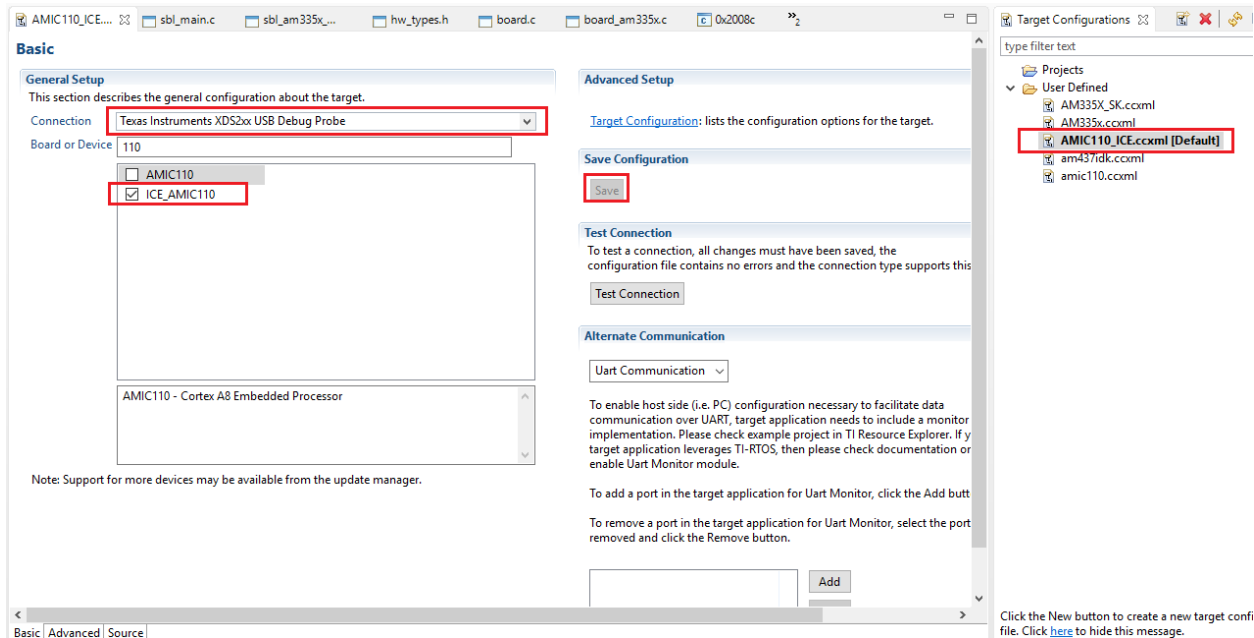 AMIC110_ICE....
sbl_main.c
sbl_am335x_...
hw_types.h
board.c
board_am335x.c
0x2008c
»2
Basic
General Setup
This section describes the general configuration about the target.
Connection
Texas Instruments XDS2xx USB Debug Probe
Board or Device
110
AMIC110
ICE_AMIC110
AMIC110 - Cortex A8 Embedded Processor
Note: Support for more devices may be available from the update manager.
Advanced Setup
Target Configuration: lists the configuration options for the target.
Save Configuration
Save
Test Connection
To test a connection, all changes must have been saved, the
configuration file contains no errors and the connection type supports this
Test Connection
Alternate Communication
Uart Communication
To enable host side (i.e. PC) configuration necessary to facilitate data
communication over UART, target application needs to include a monitor
implementation. Please check example project in TI Resource Explorer. If y
target application leverages TI-RTOS, then please check documentation or
enable Uart Monitor module.
To add a port in the target application for Uart Monitor, click the Add butt
To remove a port in the target application for Uart Monitor, select the port
removed and click the Remove button.
Add
Basic Advanced Source
Target Configurations
type filter text
Projects
User Defined
AM335X_SK.ccxml
AM335x.ccxml
AMIC110_ICE.ccxml [Default]
am437idk.ccxml
amic110.ccxml
Click the New button to create a new target confi
file. Click here to hide this message.